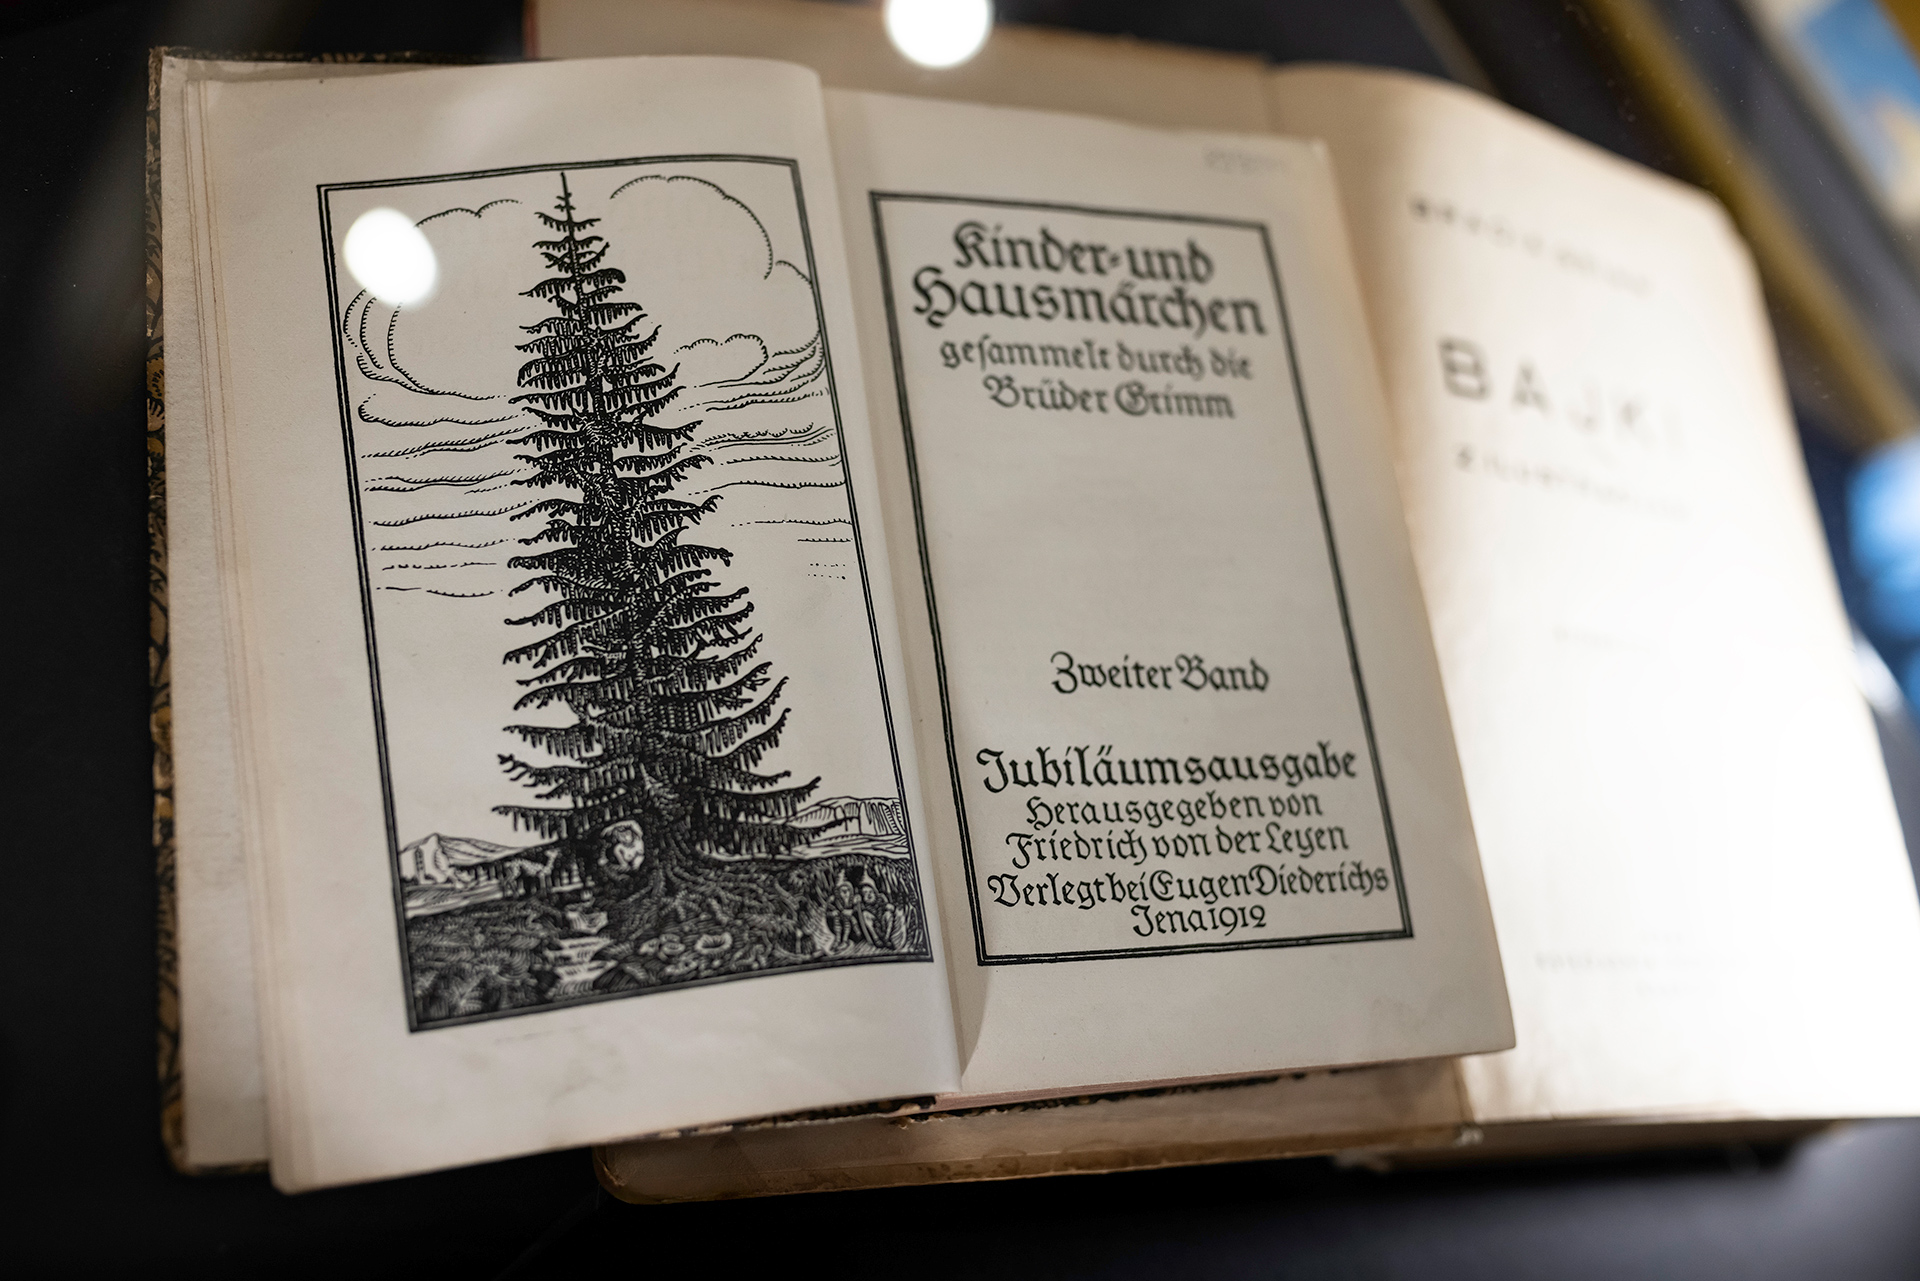 Kinder-und
Hausmärchen
geſammelt durch die
Brüder Grimm
Zweiter Band
Jubiläumsausgabe
Herausgegeben von
Friedrich von der Leyen
Verlegt bei Eugen Diederichs
Jena 1912
BAJKI